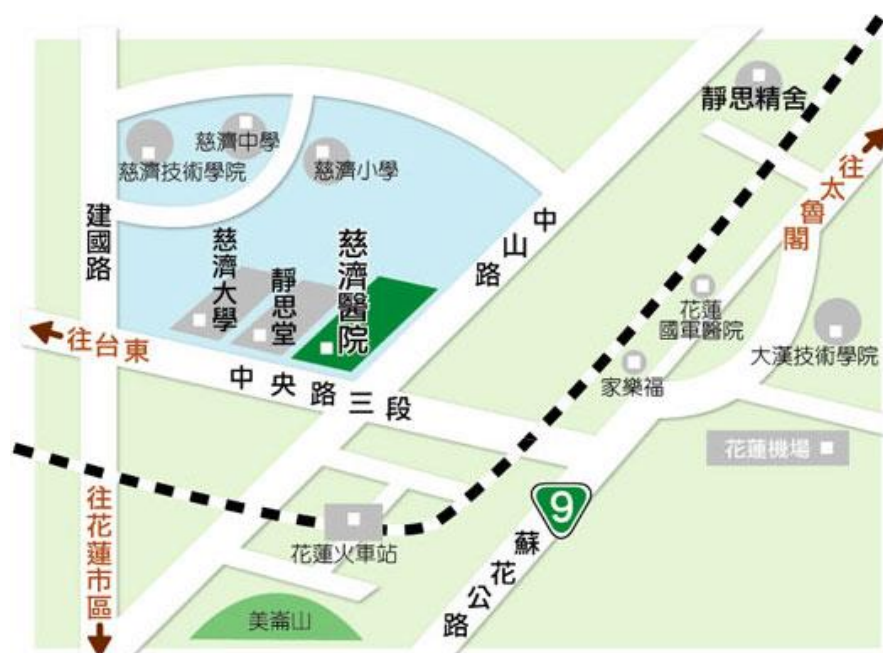 靜思精舍
慈濟中學
慈濟技術學院
慈濟小學
往太魯閣
建國路
中山路
慈濟大學
靜思堂
慈濟醫院
花蓮
國軍醫院
大漢技術學院
往台東
中央路三段
家樂福
花蓮機場
往花蓮市區
9
蘇花公路
花蓮火車站
美崙山